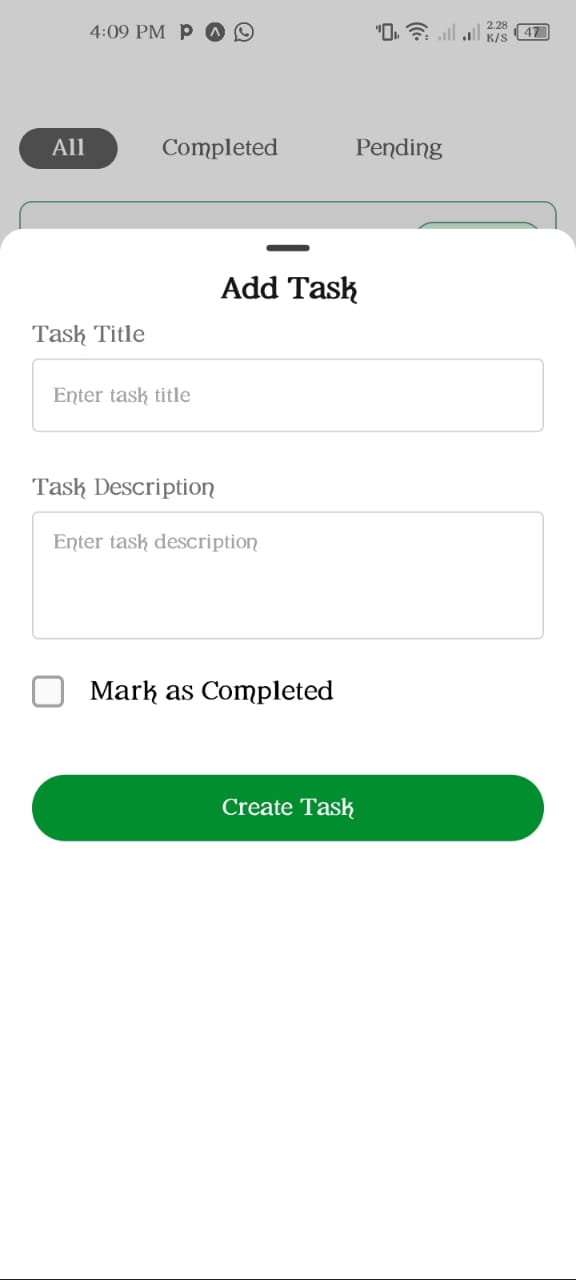 4:09 PM
2.28
K/S
47
All
Completed
Pending
Add Task
Task Title
Enter task title
Task Description
Enter task description
Mark as Completed
Create Task